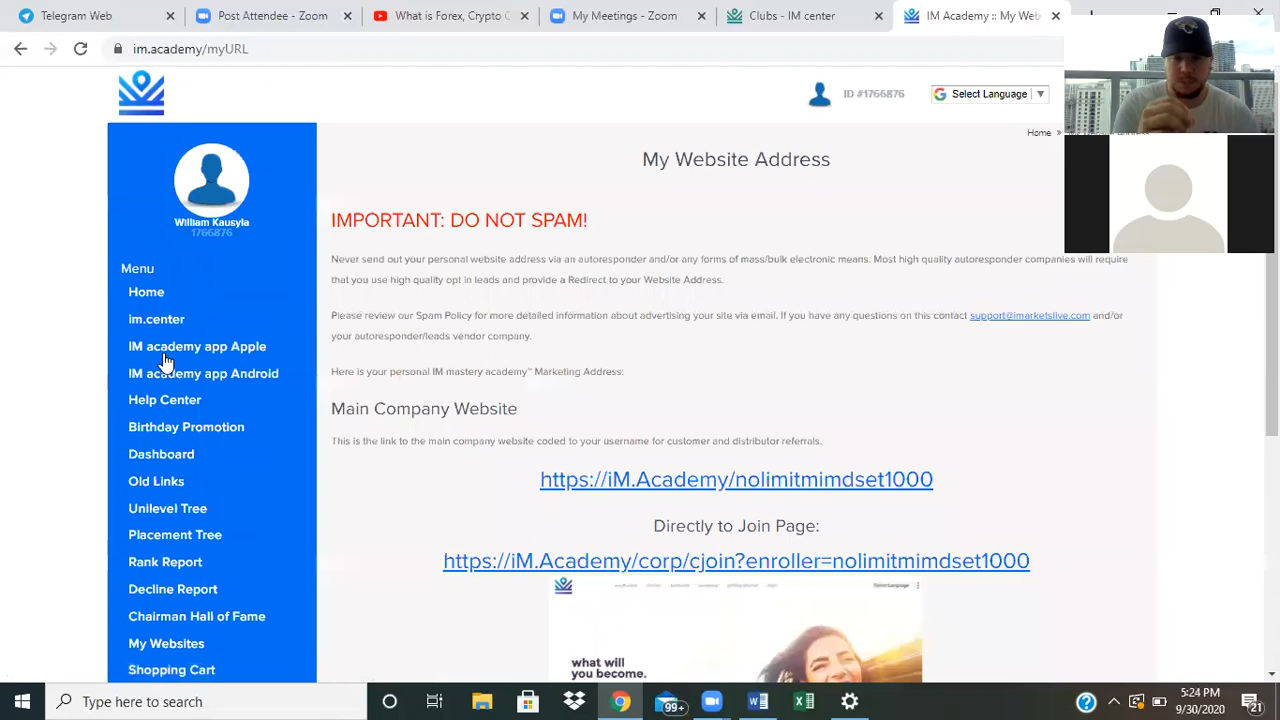 Telegram Web
Post Attendee - Zoom
What is Forex, Crypto C
My Meetings - Zoom
Clubs - IM center
IM Academy :: My Web
im.academy/myURL
ID #1766876
Select Language
Home »
My Website Address
William Kausyla
1766876
IMPORTANT: DO NOT SPAM!
Never send out your personal website address via an autoresponder and/or any forms of mass/bulk electronic means. Most high quality autoresponder companies will require
that you use high quality opt in leads and provide a Redirect to your Website Address.
Please review our Spam Policy for more detailed information about advertising your site via email. If you have any questions on this contact support@imarketslive.com and/or
your autoresponder/leads vendor company.
Here is your personal IM mastery academy™ Marketing Address:
Main Company Website
This is the link to the main company website coded to your username for customer and distributor referrals.
https://iM.Academy/nolimitmimdset1000
Directly to Join Page:
https://iM.Academy/corp/cjoin?enroller=nolimitmimdset1000
what will
you become.
Menu
Home
im.center
IM academy app Apple
IM academy app Android
Help Center
Birthday Promotion
Dashboard
Old Links
Unilevel Tree
Placement Tree
Rank Report
Decline Report
Chairman Hall of Fame
My Websites
Shopping Cart
Type here to search
99+
5:24 PM
9/30/2020
21